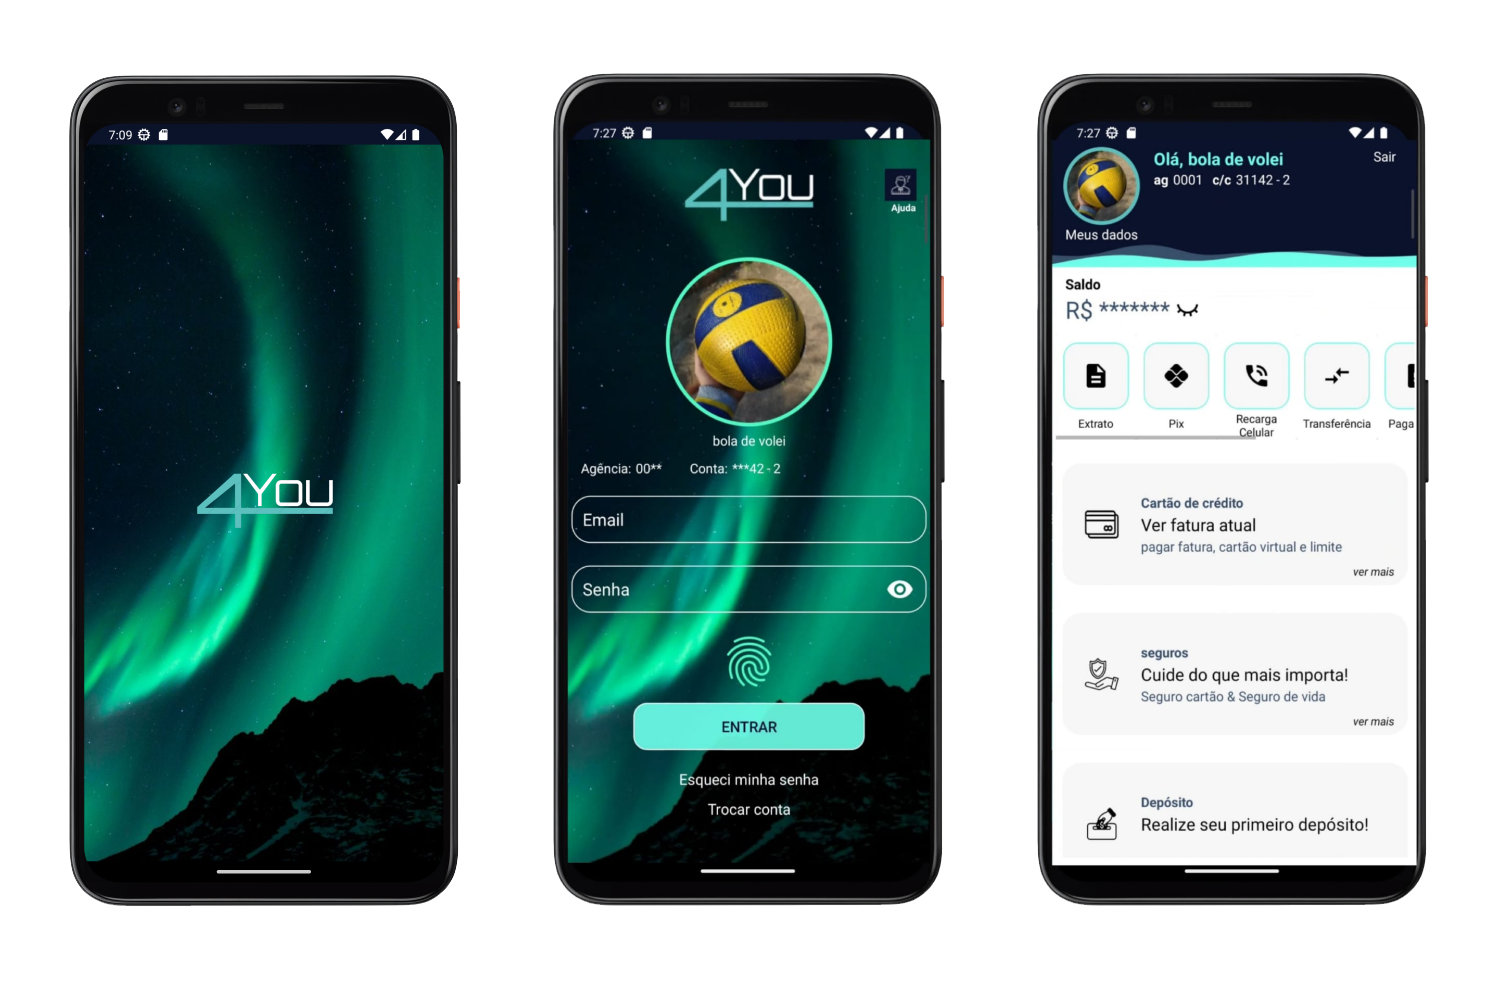 7:09
4You
7:27
4You
Ajuda
bola de volei
Agência: 00** Conta: ***42 - 2
Email
Senha
ENTRAR
Esqueci minha senha
Trocar conta
7:27
Olá, bola de volei
Sair
ag 0001 c/c 31142 - 2
Meus dados
Saldo
R$ *******
Extrato
Pix
Recarga
Celular
Transferência
Paga
Cartão de crédito
Ver fatura atual
pagar fatura, cartão virtual e limite
ver mais
seguros
Cuide do que mais importa!
Seguro cartão & Seguro de vida
ver mais
Depósito
Realize seu primeiro depósito!